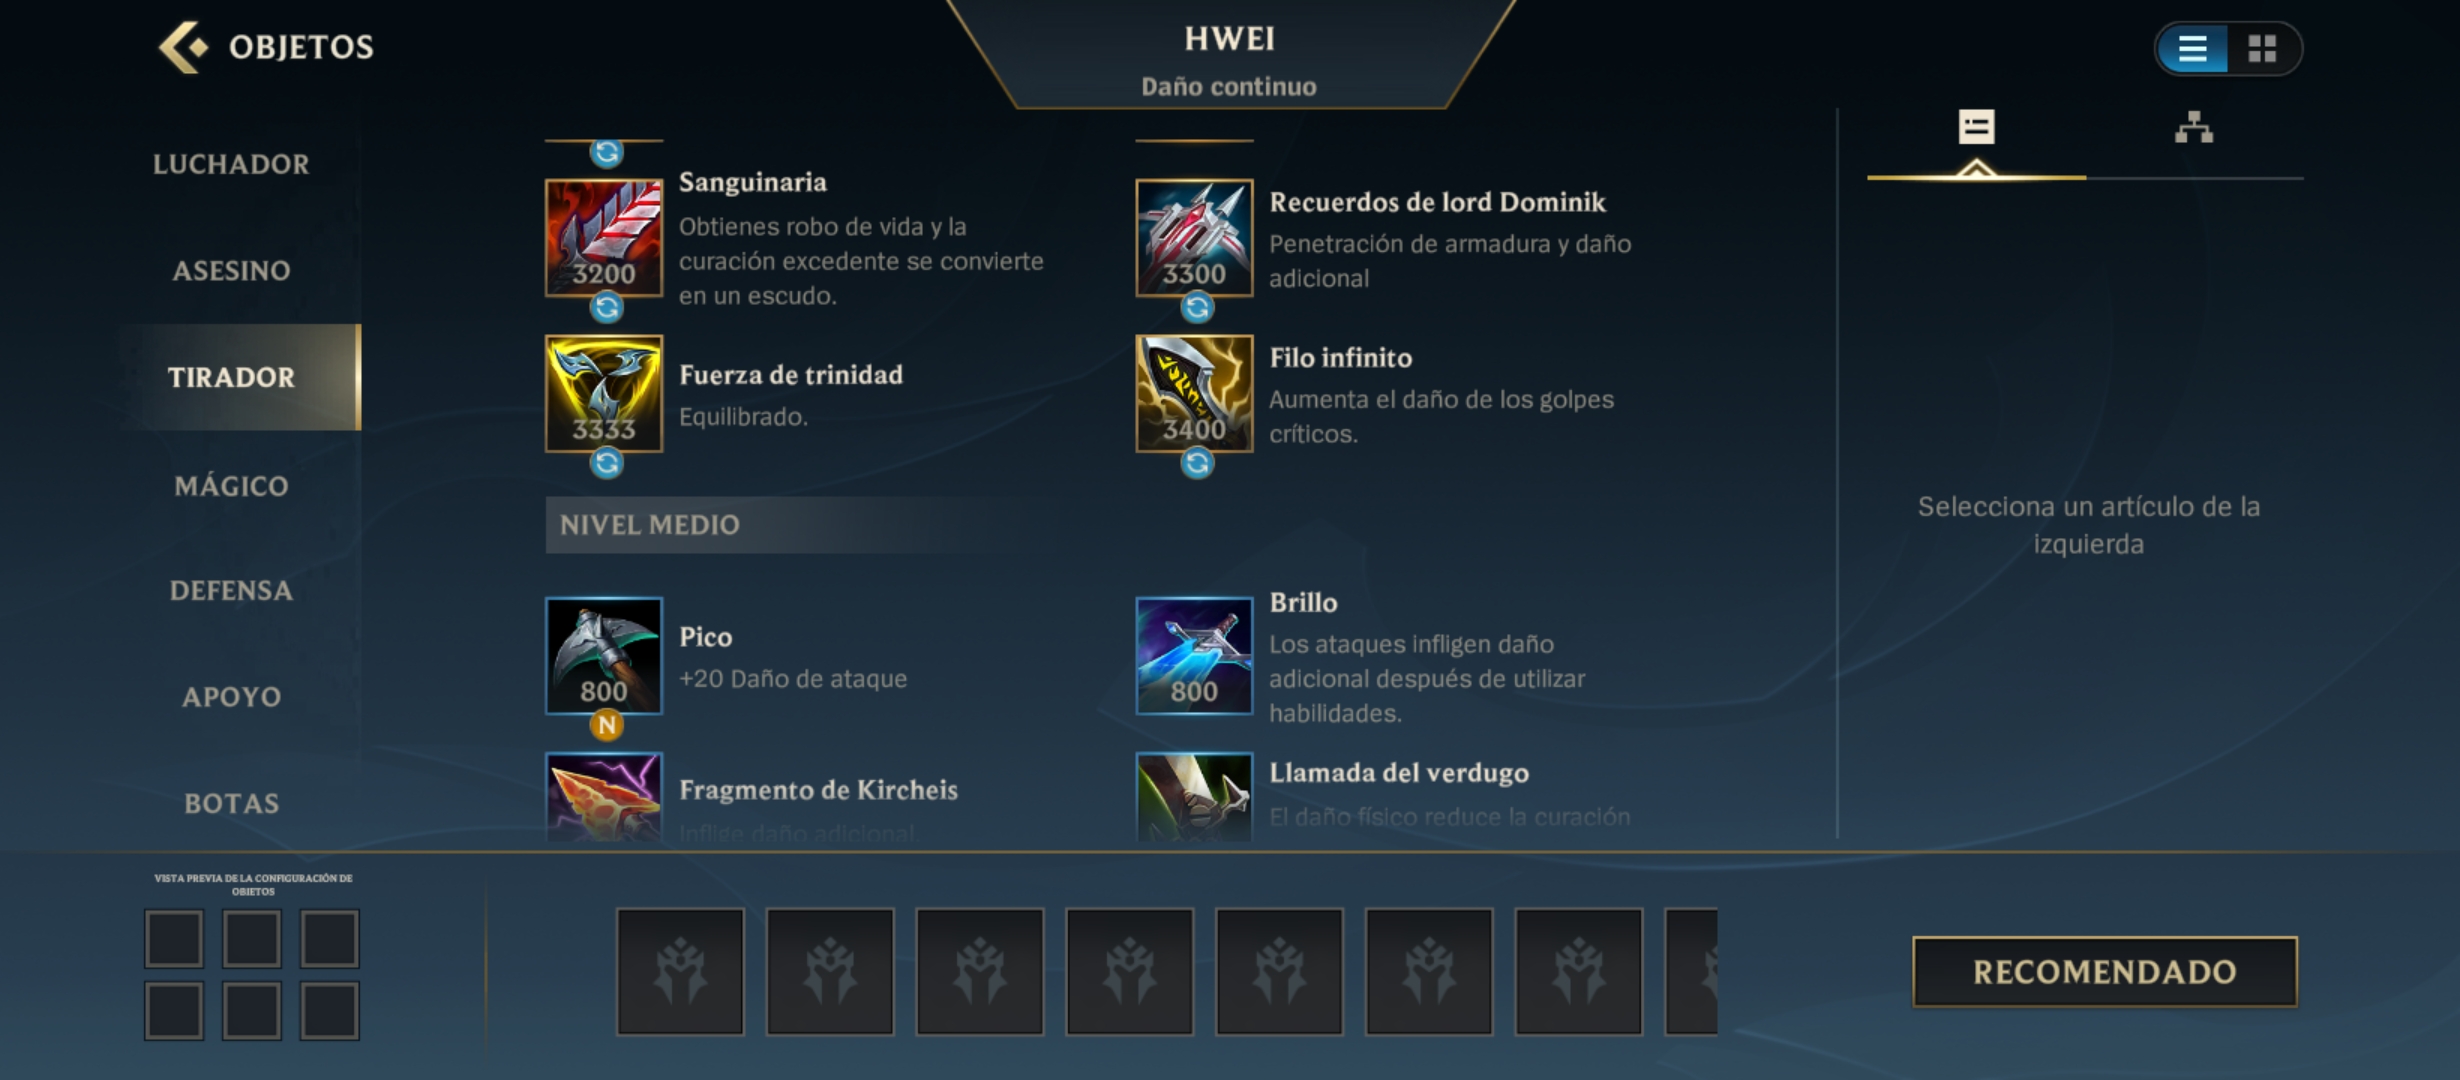 OBJETOS
HWEI
Daño continuo
LUCHADOR
ASESINO
TIRADOR
MÁGICO
DEFENSA
APOYO
BOTAS
Sanguinaria
Obtienes robo de vida y la
curación excedente se convierte
en un escudo.
3200
Recuerdos de lord Dominik
Penetración de armadura y daño
adicional
3300
Fuerza de trinidad
Equilibrado.
3333
Filo infinito
Aumenta el daño de los golpes
críticos.
3400
NIVEL MEDIO
Pico
+20 Daño de ataque
800
N
Brillo
Los ataques infligen daño
adicional después de utilizar
habilidades.
800
Fragmento de Kircheis
Inflige daño adicional.
Llamada del verdugo
El daño físico reduce la curación
Selecciona un artículo de la
izquierda
VISTA PREVIA DE LA CONFIGURACIÓN DE
OBJETOS
RECOMENDADO